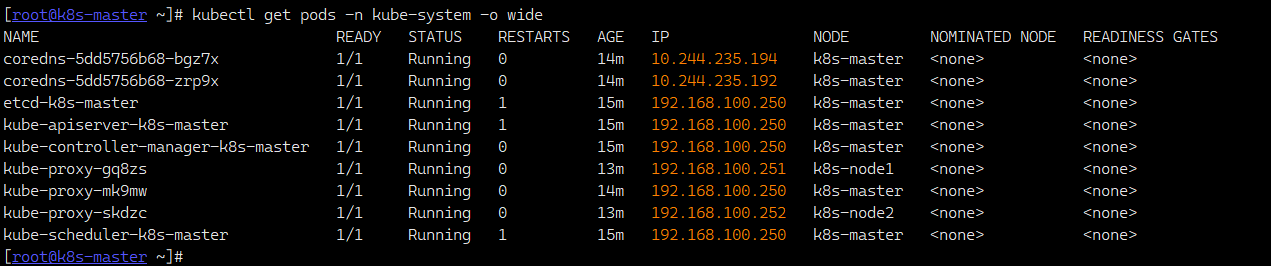 [root@k8s-master ~]# kubectl get pods -n kube-system -o wide
NAME                                 READY   STATUS    RESTARTS   AGE   IP                NODE         NOMINATED NODE   READINESS GATES
coredns-5dd5756b68-bgz7x             1/1     Running   0          14m   10.244.235.194    k8s-master   <none>           <none>
coredns-5dd5756b68-zrp9x             1/1     Running   0          14m   10.244.235.192    k8s-master   <none>           <none>
etcd-k8s-master                      1/1     Running   1          15m   192.168.100.250   k8s-master   <none>           <none>
kube-apiserver-k8s-master            1/1     Running   1          15m   192.168.100.250   k8s-master   <none>           <none>
kube-controller-manager-k8s-master   1/1     Running   0          15m   192.168.100.250   k8s-master   <none>           <none>
kube-proxy-gq8zs                     1/1     Running   0          13m   192.168.100.251   k8s-node1    <none>           <none>
kube-proxy-mk9mw                     1/1     Running   0          14m   192.168.100.250   k8s-master   <none>           <none>
kube-proxy-skdzc                     1/1     Running   0          13m   192.168.100.252   k8s-node2    <none>           <none>
kube-scheduler-k8s-master            1/1     Running   1          15m   192.168.100.250   k8s-master   <none>           <none>
[root@k8s-master ~]#